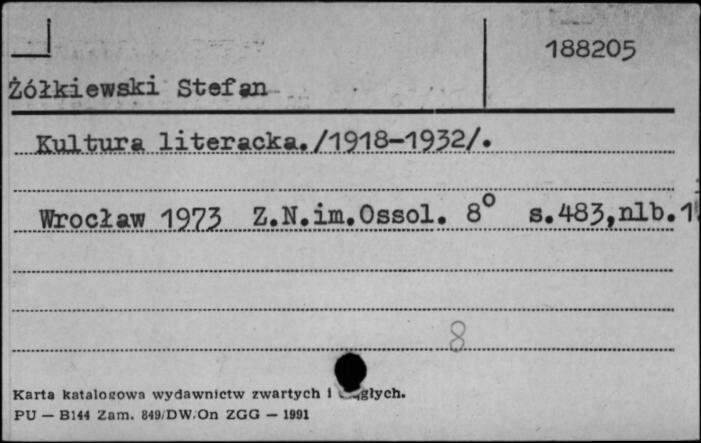 188205
Żółkiewski Stefan
Kultura literacka./1918-1932/.
Wrocław 1973 Z.N.im.Ossol. 8° s.483,nlb.1
8
Karta katalogowa wydawnictw zwartych i
PU — B144 Zam. 849/DW/On ZGG — 1991